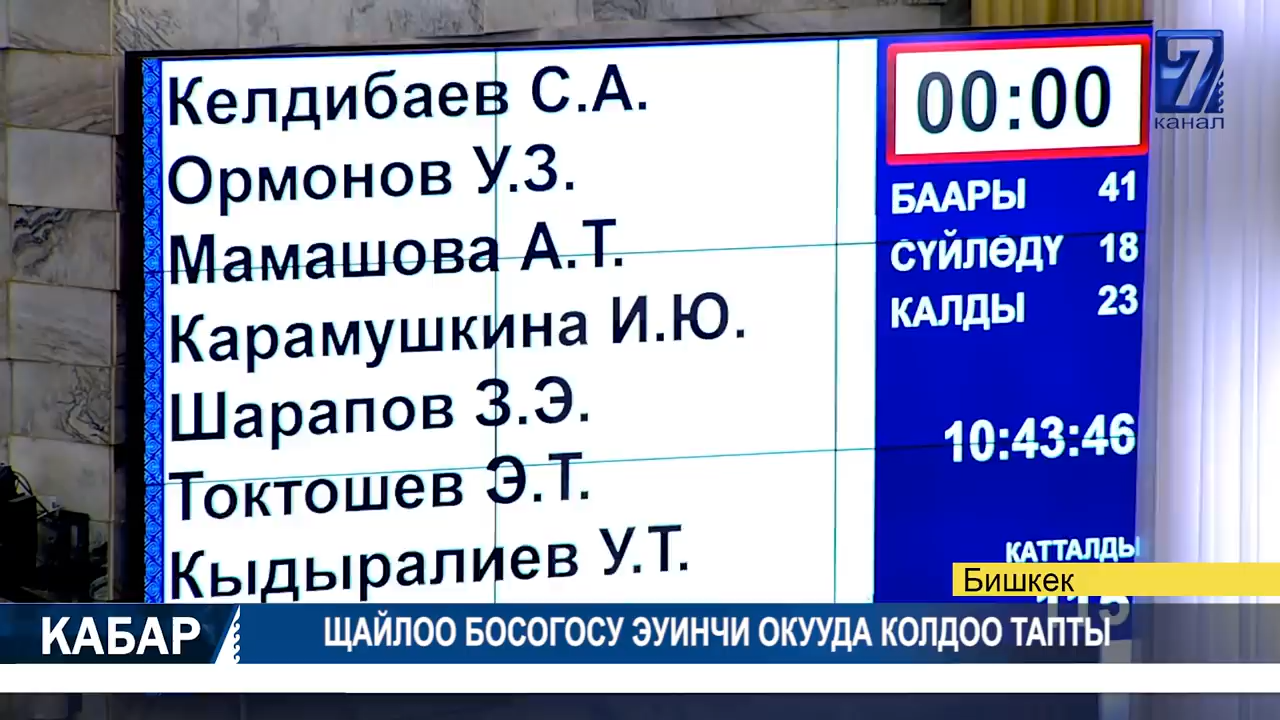 Келдибаев С.А.
Ормонов У.З.
Мамашова А.Т.
Карамушкина И.Ю.
Шарапов З.Э.
Токтошев Э.Т.
Кыдыралиев У.Т.
00:00
БААРЫ 41
СҮЙЛӨДҮ 18
КАЛДЫ 23
10:43:46
КАТТАЛДЫ
115
7
канал
Бишкек
КАБАР
ЩАЙЛОО БОСОГОСУ ЭУИНЧИ ОКУУДА КОЛДОО ТАПТЫ